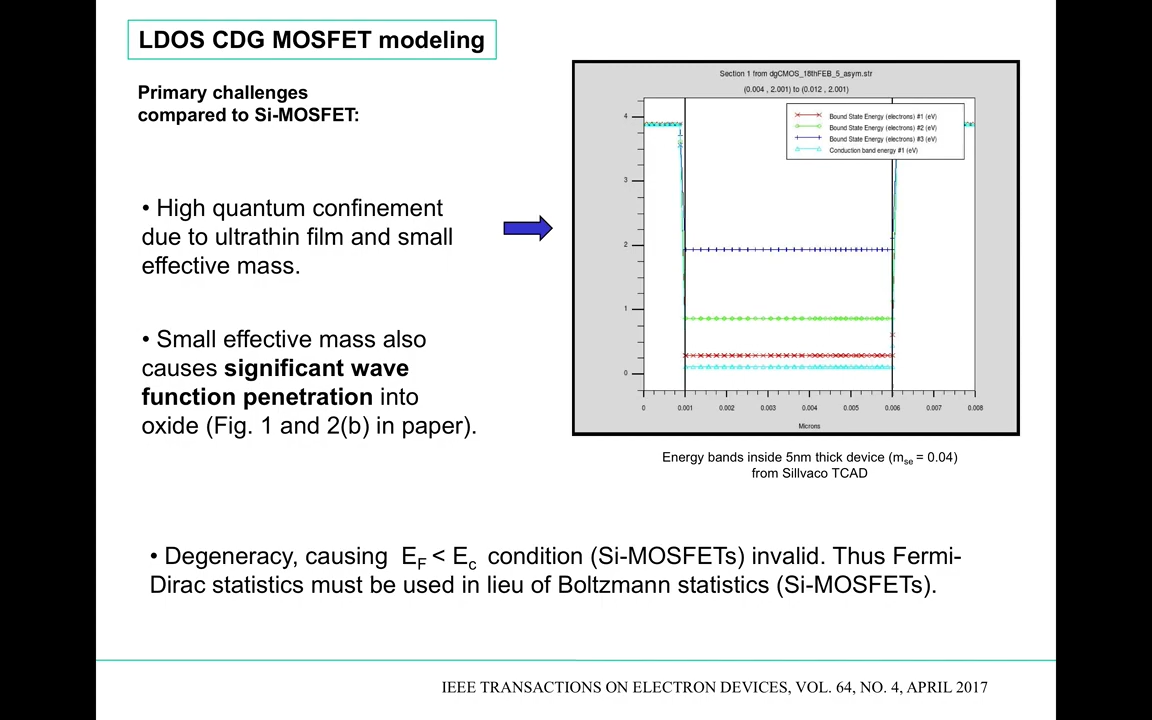 LDOS CDG MOSFET modeling
Primary challenges
compared to Si-MOSFET:
• High quantum confinement
due to ultrathin film and small
effective mass.
• Small effective mass also
causes significant wave
function penetration into
oxide (Fig. 1 and 2(b) in paper).
Section 1 from dgCMOS_16thFEB_5_asym.str
(0.004 , 2.001) to (0.012 , 2.001)
Bound State Energy (electrons) #1 (eV)
Bound State Energy (electrons) #2 (eV)
Bound State Energy (electrons) #3 (eV)
Conduction band energy #1 (eV)
4
3
2
1
0
0 0.001 0.002 0.003 0.004 0.005 0.006 0.007 0.008
Microns
Energy bands inside 5nm thick device (mse = 0.04)
from Sillvaco TCAD
• Degeneracy, causing EF < Ec condition (Si-MOSFETs) invalid. Thus Fermi-
Dirac statistics must be used in lieu of Boltzmann statistics (Si-MOSFETs).
IEEE TRANSACTIONS ON ELECTRON DEVICES, VOL. 64, NO. 4, APRIL 2017